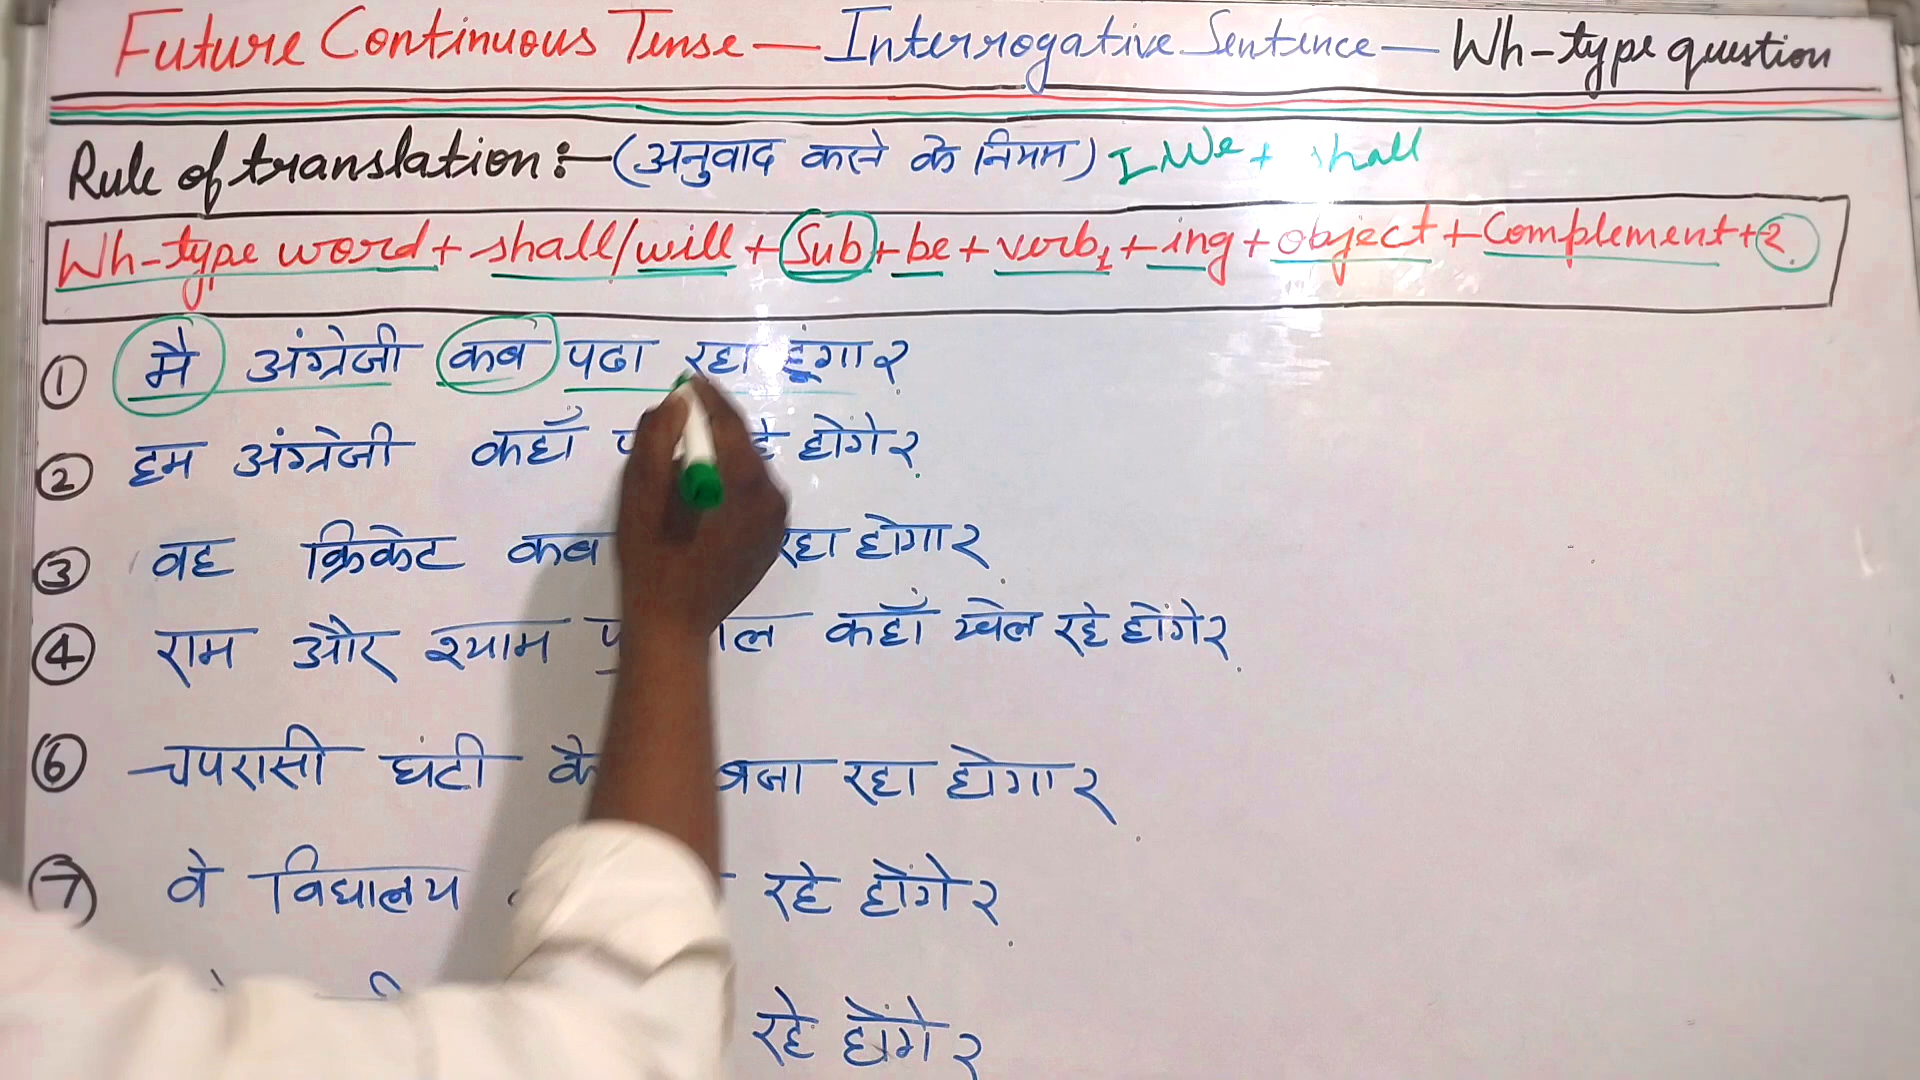 Future Continuous Tense — Interrogative Sentence — Wh-type question
Rule of translation :- (अनुवाद करने के नियम) I We + shall
Wh-type word + shall/will + Sub + be + verb1 + ing + object + Complement + ?
① मै अंग्रेजी कब पढा रहा हूंगा?
② हम अंग्रेजी कहाँ होगे?
③ वह क्रिकेट कब रहा होगा?
④ राम और श्याम कहाँ खेल रहे होंगे?
⑥ चपरासी घंटी बजा रहा होगा?
⑦ वे विधालय रहे होंगे?
रहे होंगे?